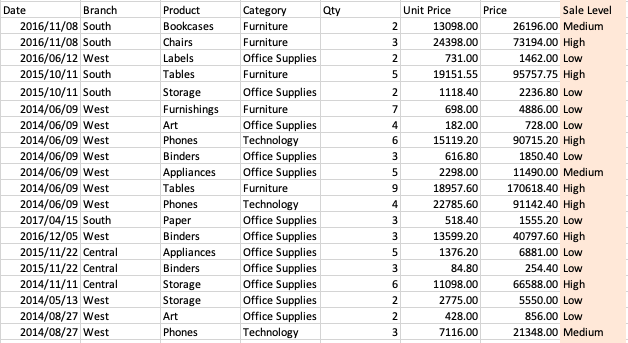 Date Branch Product Category Qty Unit Price Price Sale Level
2016/11/08 South Bookcases Furniture 2 13098.00 26196.00 Medium
2016/11/08 South Chairs Furniture 3 24398.00 73194.00 High
2016/06/12 West Labels Office Supplies 2 731.00 1462.00 Low
2015/10/11 South Tables Furniture 5 19151.55 95757.75 High
2015/10/11 South Storage Office Supplies 2 1118.40 2236.80 Low
2014/06/09 West Furnishings Furniture 7 698.00 4886.00 Low
2014/06/09 West Art Office Supplies 4 182.00 728.00 Low
2014/06/09 West Phones Technology 6 15119.20 90715.20 High
2014/06/09 West Binders Office Supplies 3 616.80 1850.40 Low
2014/06/09 West Appliances Office Supplies 5 2298.00 11490.00 Medium
2014/06/09 West Tables Furniture 9 18957.60 170618.40 High
2014/06/09 West Phones Technology 4 22785.60 91142.40 High
2017/04/15 South Paper Office Supplies 3 518.40 1555.20 Low
2016/12/05 West Binders Office Supplies 3 13599.20 40797.60 High
2015/11/22 Central Appliances Office Supplies 5 1376.20 6881.00 Low
2015/11/22 Central Binders Office Supplies 3 84.80 254.40 Low
2014/11/11 Central Storage Office Supplies 6 11098.00 66588.00 High
2014/05/13 West Storage Office Supplies 2 2775.00 5550.00 Low
2014/08/27 West Art Office Supplies 2 428.00 856.00 Low
2014/08/27 West Phones Technology 3 7116.00 21348.00 Medium